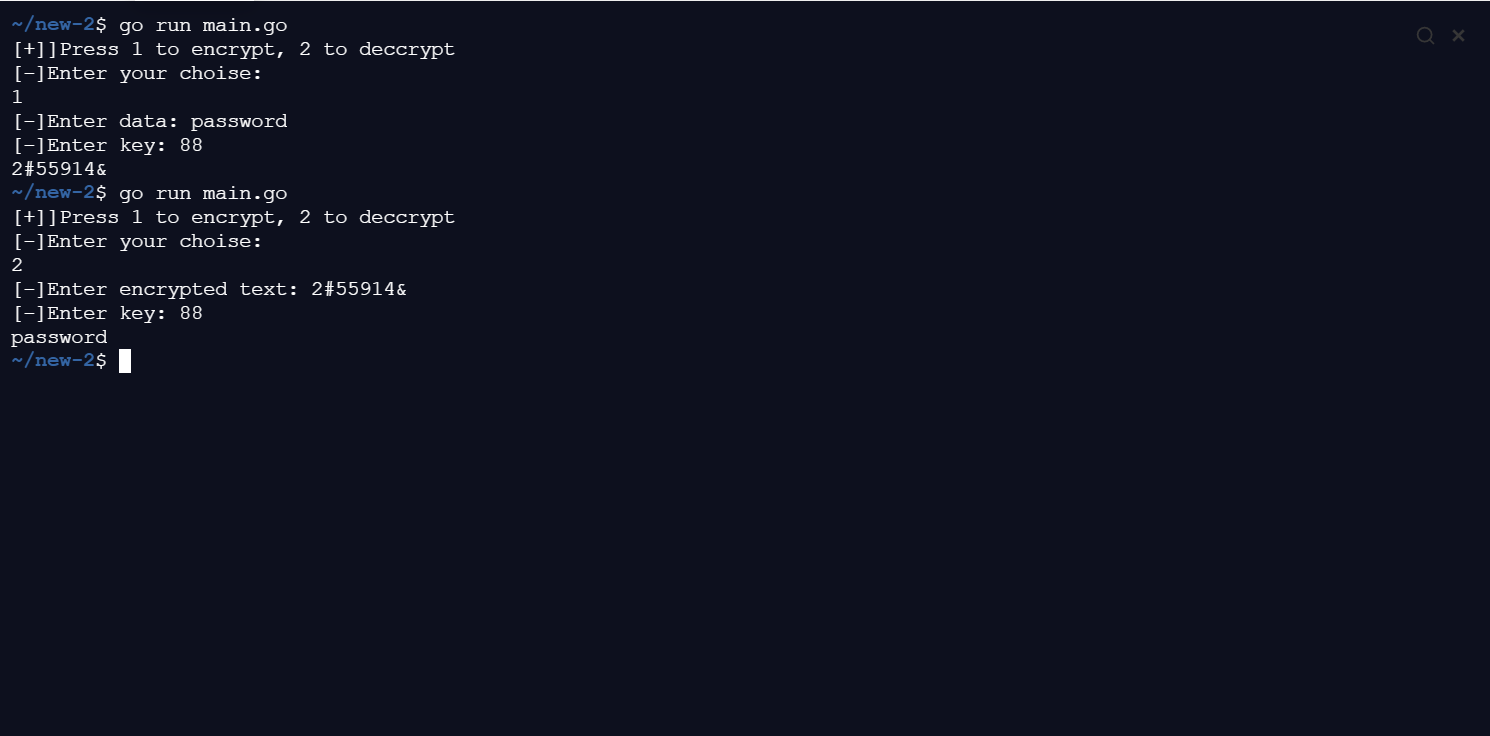 ~/new-2$ go run main.go
[+]]Press 1 to encrypt, 2 to deccrypt
[-]Enter your choise:
1
[-]Enter data: password
[-]Enter key: 88
2#55914&
~/new-2$ go run main.go
[+]]Press 1 to encrypt, 2 to deccrypt
[-]Enter your choise:
2
[-]Enter encrypted text: 2#55914&
[-]Enter key: 88
password
~/new-2$